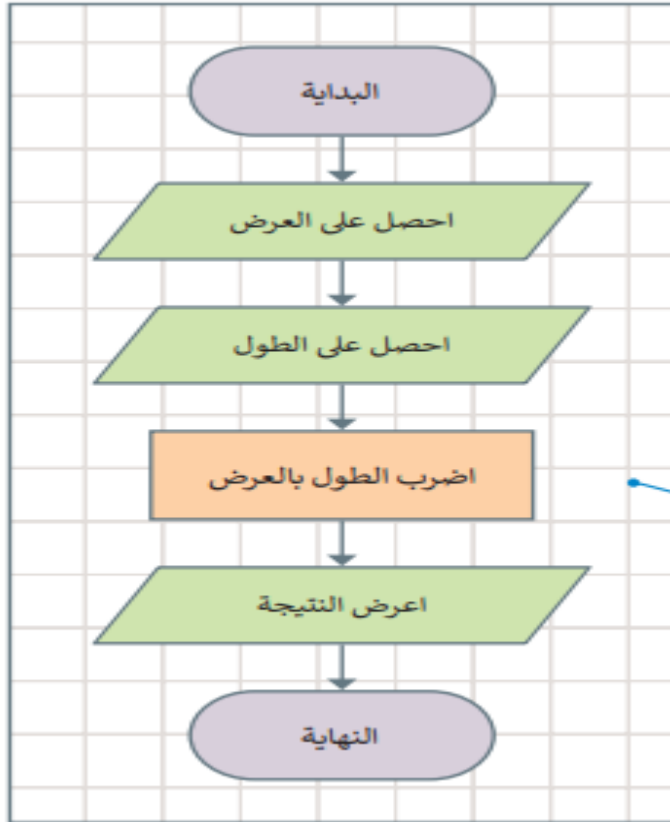 البداية
احصل على العرض
احصل على الطول
اضرب الطول بالعرض
اعرض النتيجة
النهاية